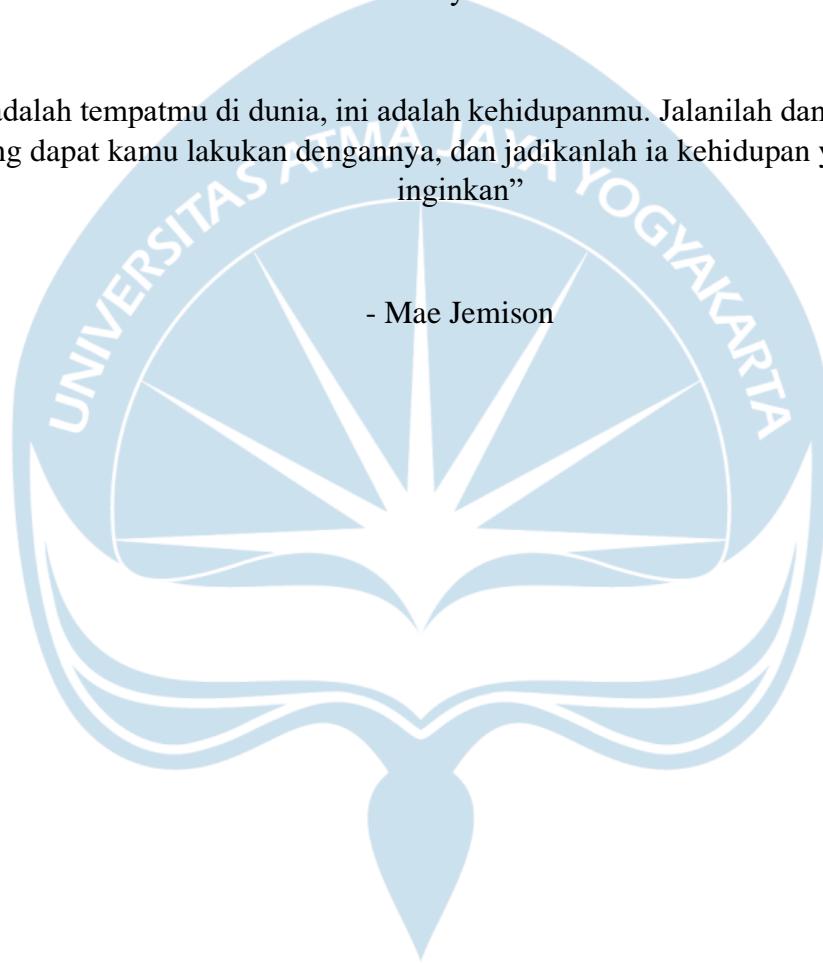 adalah tempatmu di dunia, ini adalah kehidupanmu. Jalanilah dan
ng dapat kamu lakukan dengannya, dan jadikanlah ia kehidupan y
inginkan”
- Mae Jemison
UNIVERSITAS ATMA JAYA YOGYAKARTA